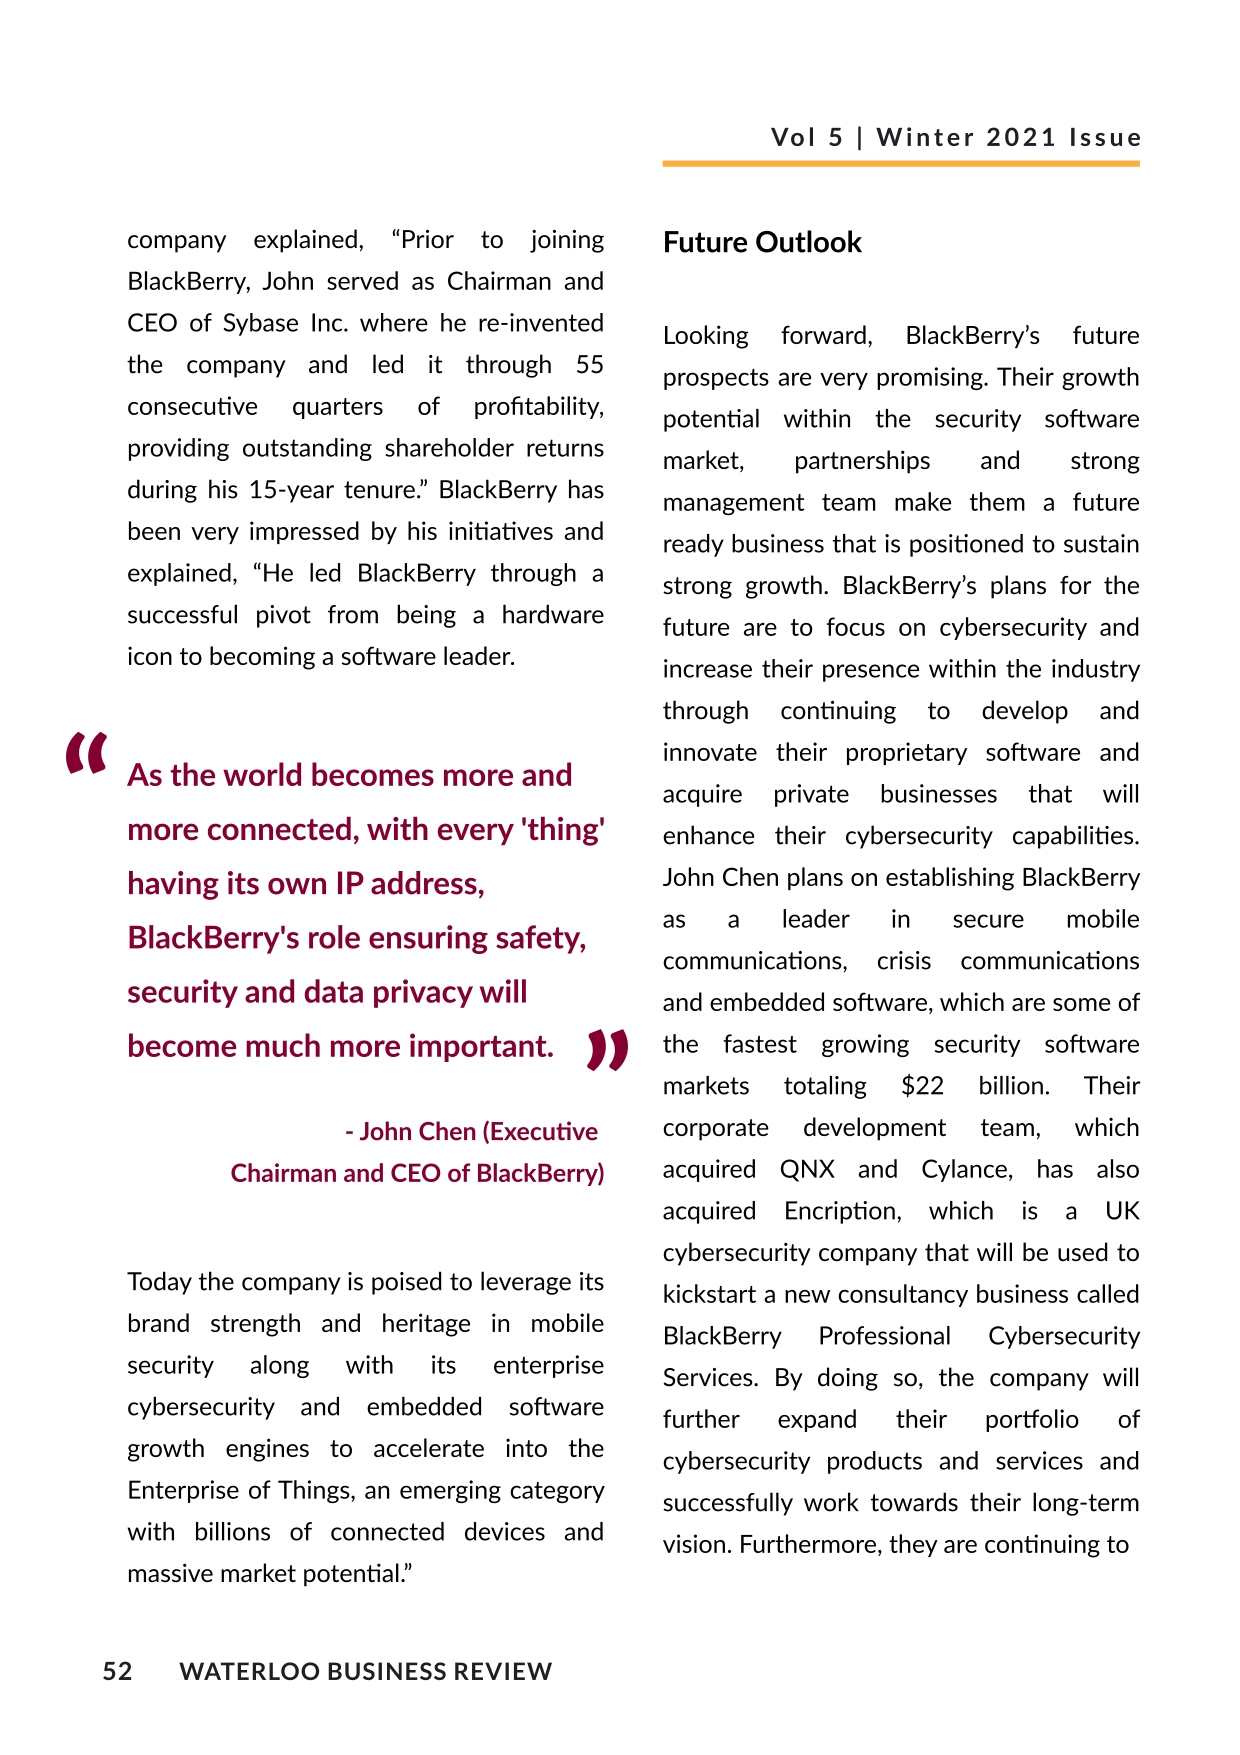 Vol 5 | Winter 2021 Issue
company explained, “Prior to joining
BlackBerry, John served as Chairman and
CEO of Sybase Inc. where he re-invented
the company and led it through 55
consecutive quarters of profitability,
providing outstanding shareholder returns
during his 15-year tenure.” BlackBerry has
been very impressed by his initiatives and
explained, “He led BlackBerry through a
successful pivot from being a hardware
icon to becoming a software leader.
“
As the world becomes more and
more connected, with every 'thing'
having its own IP address,
BlackBerry's role ensuring safety,
security and data privacy will
become much more important. ”
- John Chen (Executive
Chairman and CEO of BlackBerry)
Today the company is poised to leverage its
brand strength and heritage in mobile
security along with its enterprise
cybersecurity and embedded software
growth engines to accelerate into the
Enterprise of Things, an emerging category
with billions of connected devices and
massive market potential.”
Future Outlook
Looking forward, BlackBerry’s future
prospects are very promising. Their growth
potential within the security software
market, partnerships and strong
management team make them a future
ready business that is positioned to sustain
strong growth. BlackBerry’s plans for the
future are to focus on cybersecurity and
increase their presence within the industry
through continuing to develop and
innovate their proprietary software and
acquire private businesses that will
enhance their cybersecurity capabilities.
John Chen plans on establishing BlackBerry
as a leader in secure mobile
communications, crisis communications
and embedded software, which are some of
the fastest growing security software
markets totaling $22 billion. Their
corporate development team, which
acquired QNX and Cylance, has also
acquired Encription, which is a UK
cybersecurity company that will be used to
kickstart a new consultancy business called
BlackBerry Professional Cybersecurity
Services. By doing so, the company will
further expand their portfolio of
cybersecurity products and services and
successfully work towards their long-term
vision. Furthermore, they are continuing to
52 WATERLOO BUSINESS REVIEW